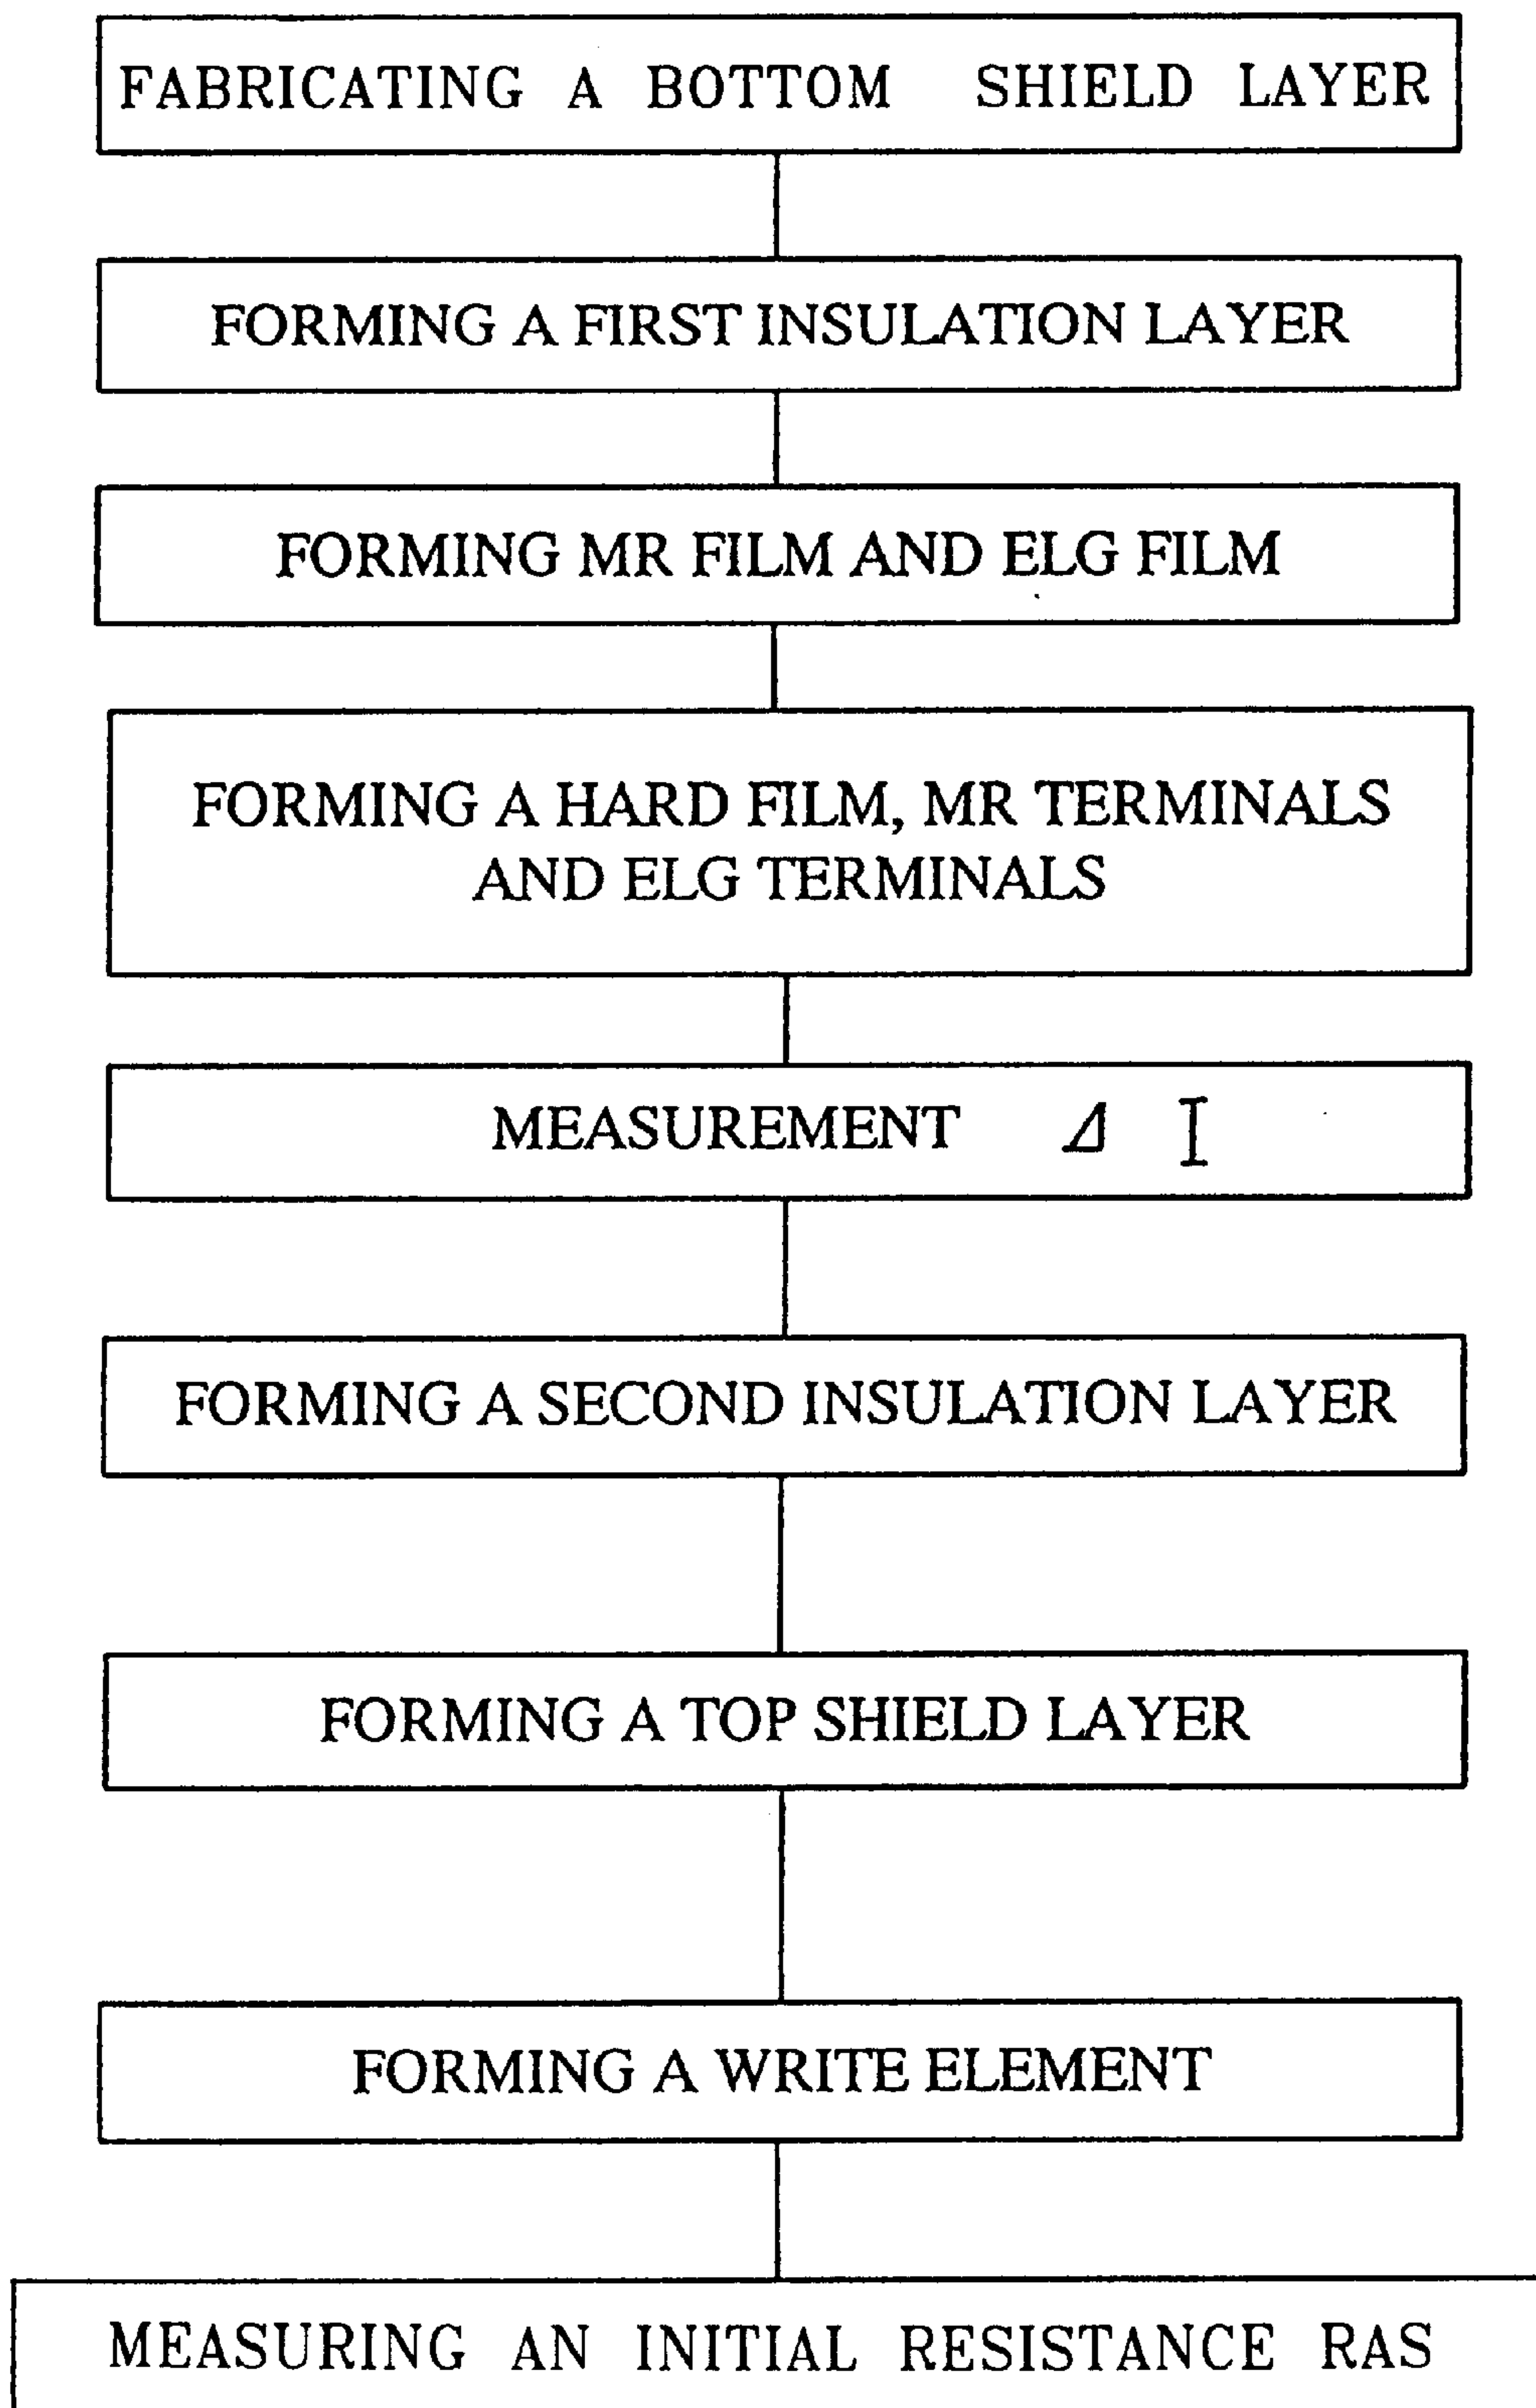 FABRICATING A BOTTOM SHIELD LAYER
FORMING A FIRST INSULATION LAYER
FORMING MR FILM AND ELG FILM
FORMING A HARD FILM, MR TERMINALS
AND ELG TERMINALS
MEASUREMENT Δ I
FORMING A SECOND INSULATION LAYER
FORMING A TOP SHIELD LAYER
FORMING A WRITE ELEMENT
MEASURING AN INITIAL RESISTANCE RAS